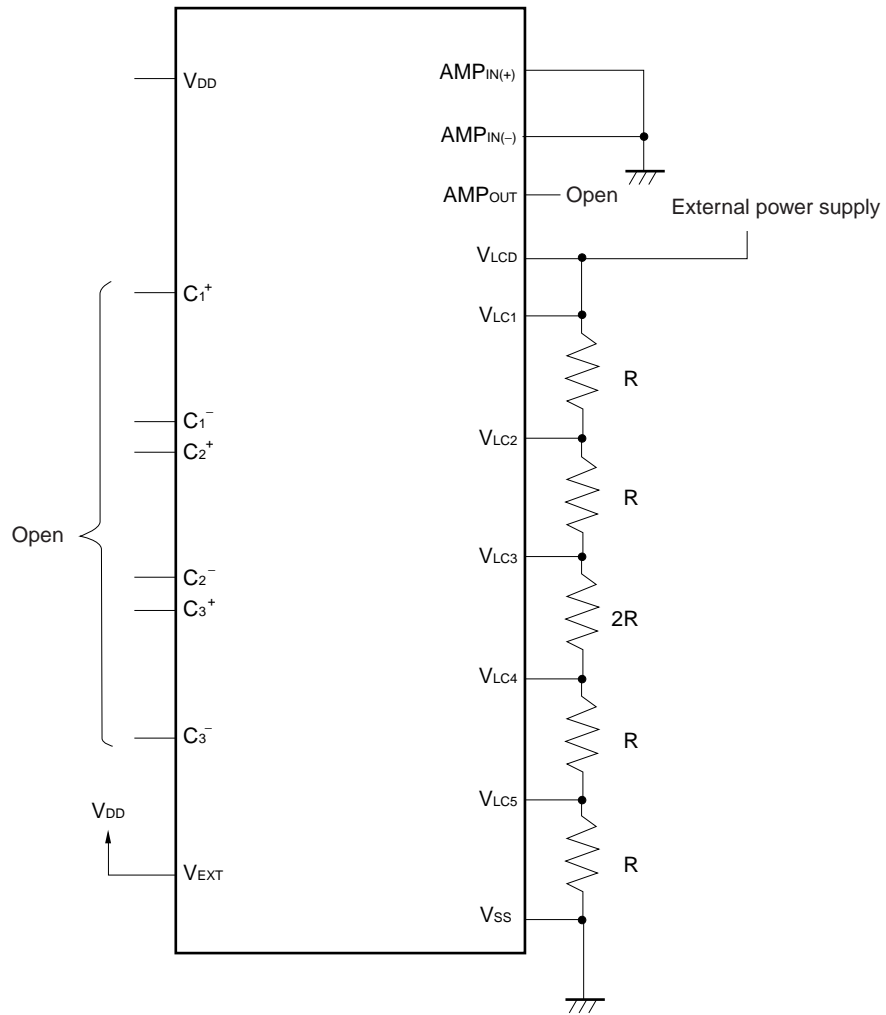 VDD
C1+
C1−
C2+
C2−
C3+
C3−
Open
VDD
VEXT
AMPIN(+)
AMPIN(−)
AMPOUT
Open
External power supply
VLCD
VLC1
R
VLC2
R
VLC3
2R
VLC4
R
VLC5
R
VSS